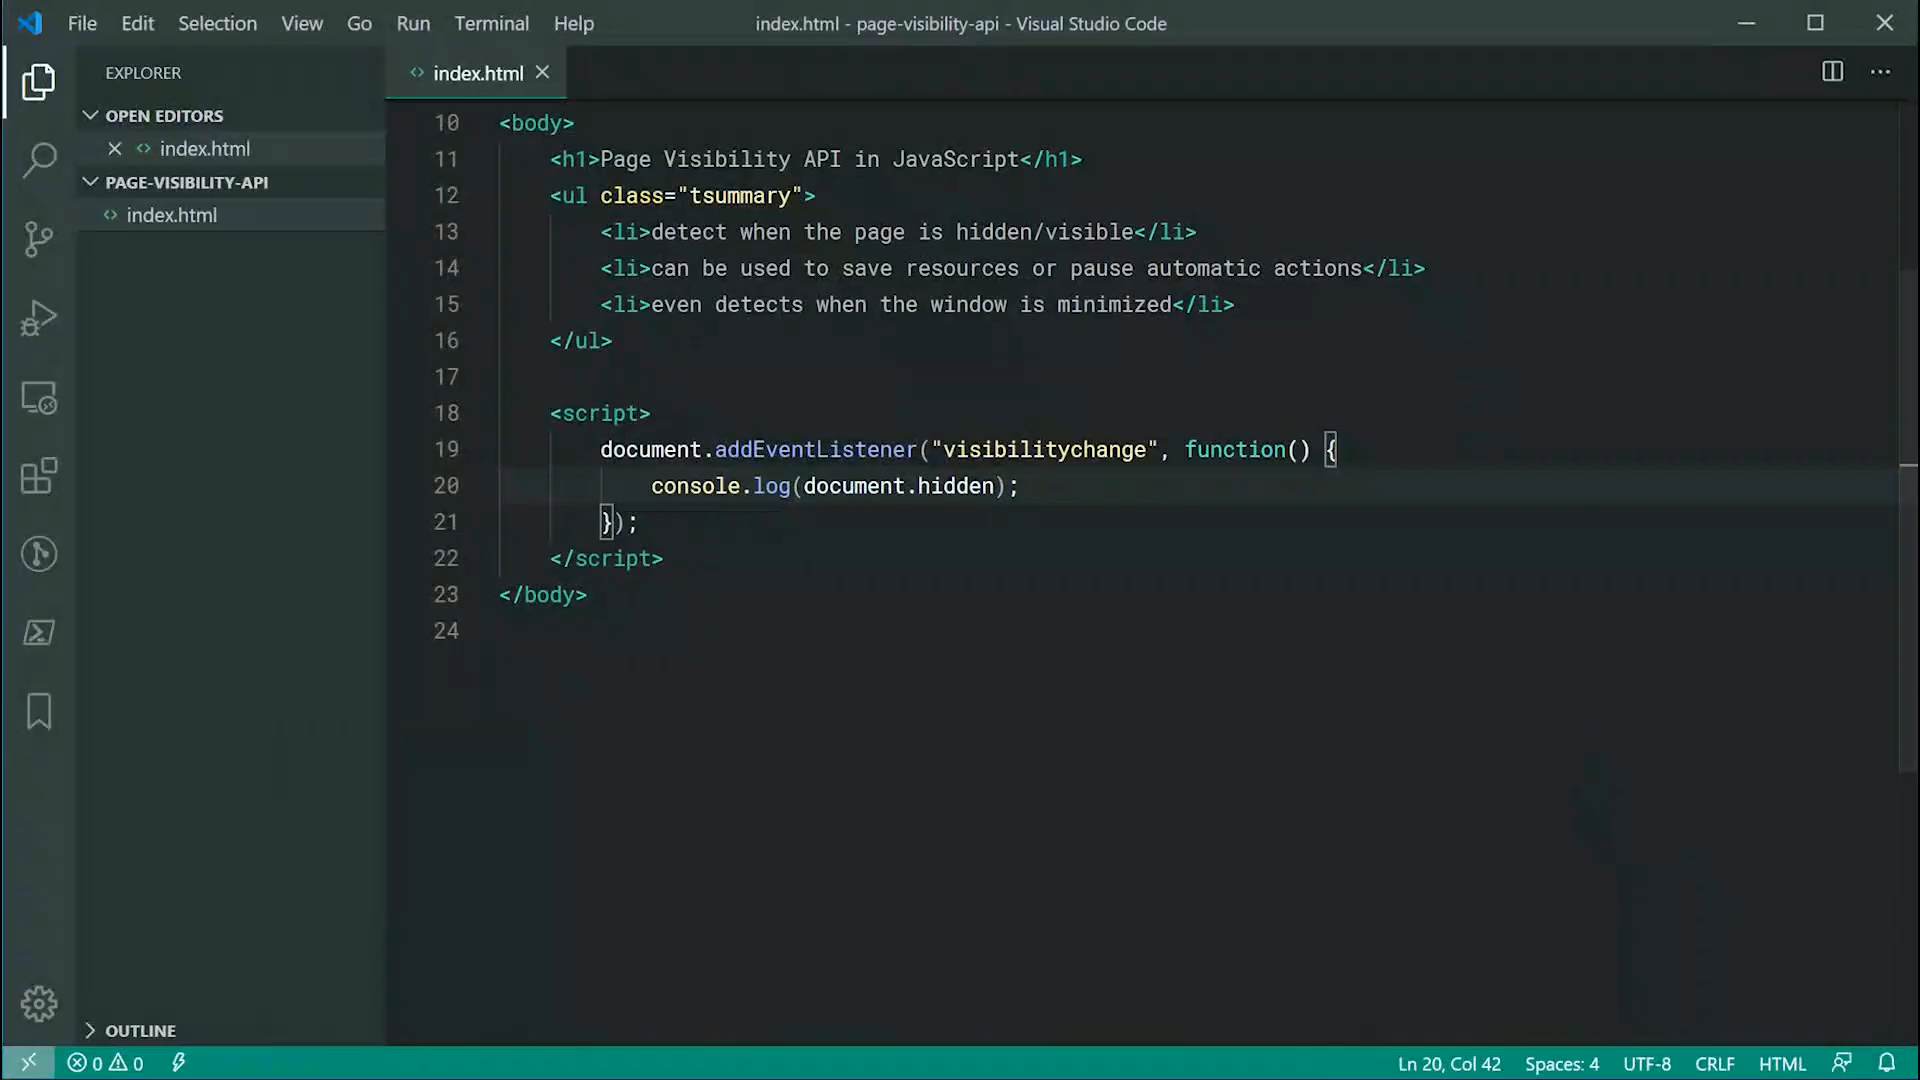 File Edit Selection View Go Run Terminal Help
index.html - page-visibility-api - Visual Studio Code
EXPLORER
OPEN EDITORS
index.html
PAGE-VISIBILITY-API
index.html
OUTLINE
index.html
10 <body>
11 <h1>Page Visibility API in JavaScript</h1>
12 <ul class="tsummary">
13 <li>detect when the page is hidden/visible</li>
14 <li>can be used to save resources or pause automatic actions</li>
15 <li>even detects when the window is minimized</li>
16 </ul>
17
18 <script>
19 document.addEventListener("visibilitychange", function() {
20 console.log(document.hidden);
21 });
22 </script>
23 </body>
24
0 0
Ln 20, Col 42 Spaces: 4 UTF-8 CRLF HTML